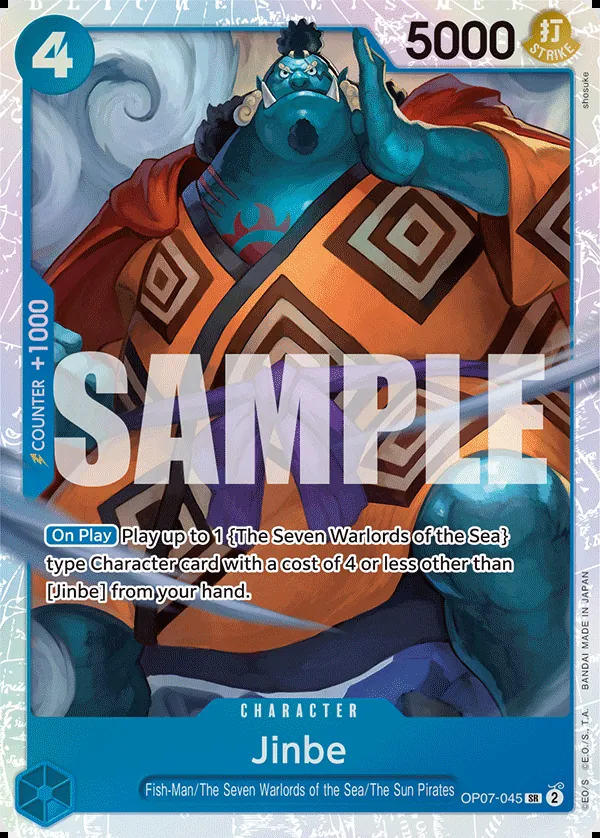 4
5000
打
STRIKE
shosuke
COUNTER +1000
SAMPLE
On Play Play up to 1 {The Seven Warlords of the Sea}
type Character card with a cost of 4 or less other than
[Jinbe] from your hand.
CHARACTER
Jinbe
Fish-Man/The Seven Warlords of the Sea/The Sun Pirates
OP07-045 SR 2
©E.O/S ©E.O./S., T.A. BANDAI MADE IN JAPAN